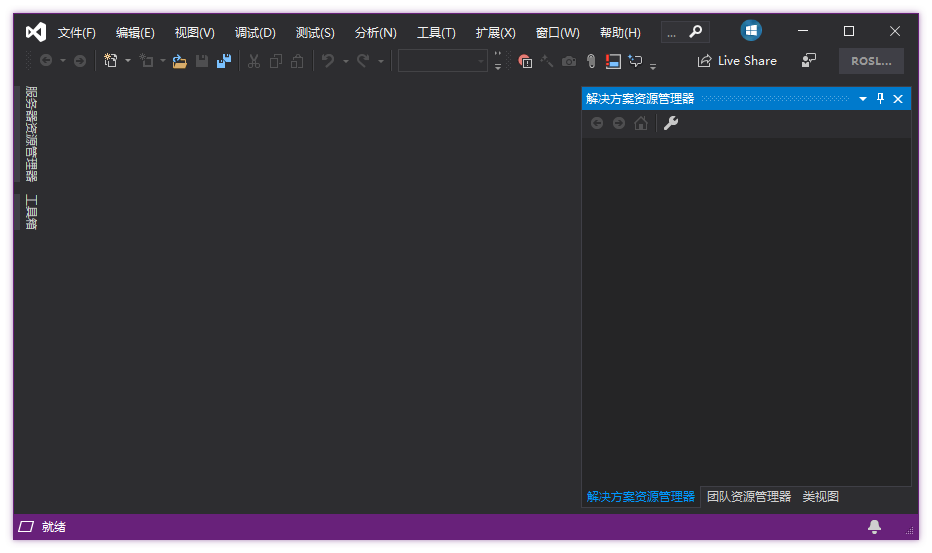 文件(F) 编辑(E) 视图(V) 调试(D) 测试(S) 分析(N) 工具(T) 扩展(X) 窗口(W) 帮助(H) ...
Live Share ROSL...
服务器资源管理器
工具箱
解决方案资源管理器
解决方案资源管理器 团队资源管理器 类视图
就绪